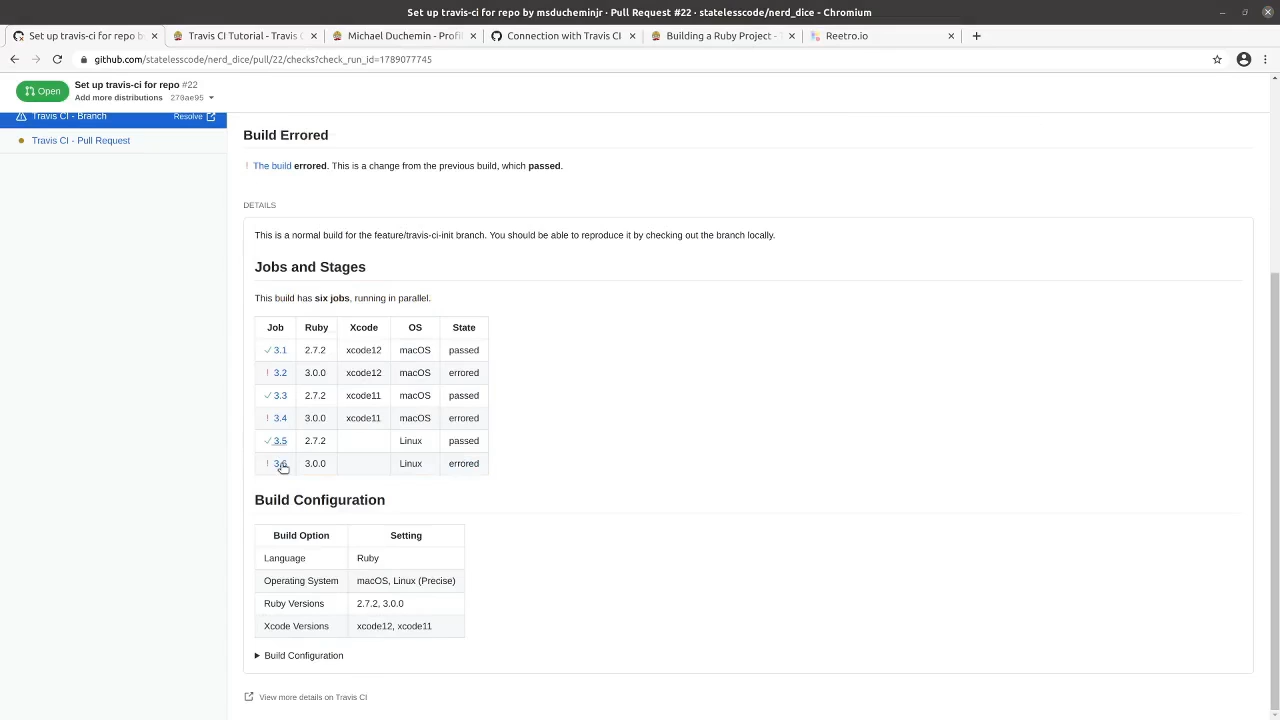 Set up travis-ci for repo by msducheminjr · Pull Request #22 · statelesscode/nerd_dice - Chromium
Set up travis-ci for repo b
Travis CI Tutorial - Travis C
Michael Duchemin - Profil
Connection with Travis CI
Building a Ruby Project - T
Reetro.io
github.com/statelesscode/nerd_dice/pull/22/checks?check_run_id=1789077745
Open
Set up travis-ci for repo #22
Add more distributions 278ae95
Travis CI - Branch Resolve
Travis CI - Pull Request
Build Errored
! The build errored. This is a change from the previous build, which passed.
DETAILS
This is a normal build for the feature/travis-ci-init branch. You should be able to reproduce it by checking out the branch locally.
Jobs and Stages
This build has six jobs, running in parallel.
Job Ruby Xcode OS State
✓ 3.1 2.7.2 xcode12 macOS passed
! 3.2 3.0.0 xcode12 macOS errored
✓ 3.3 2.7.2 xcode11 macOS passed
! 3.4 3.0.0 xcode11 macOS errored
✓ 3.5 2.7.2 Linux passed
! 3.6 3.0.0 Linux errored
Build Configuration
Build Option Setting
Language Ruby
Operating System macOS, Linux (Precise)
Ruby Versions 2.7.2, 3.0.0
Xcode Versions xcode12, xcode11
Build Configuration
View more details on Travis CI